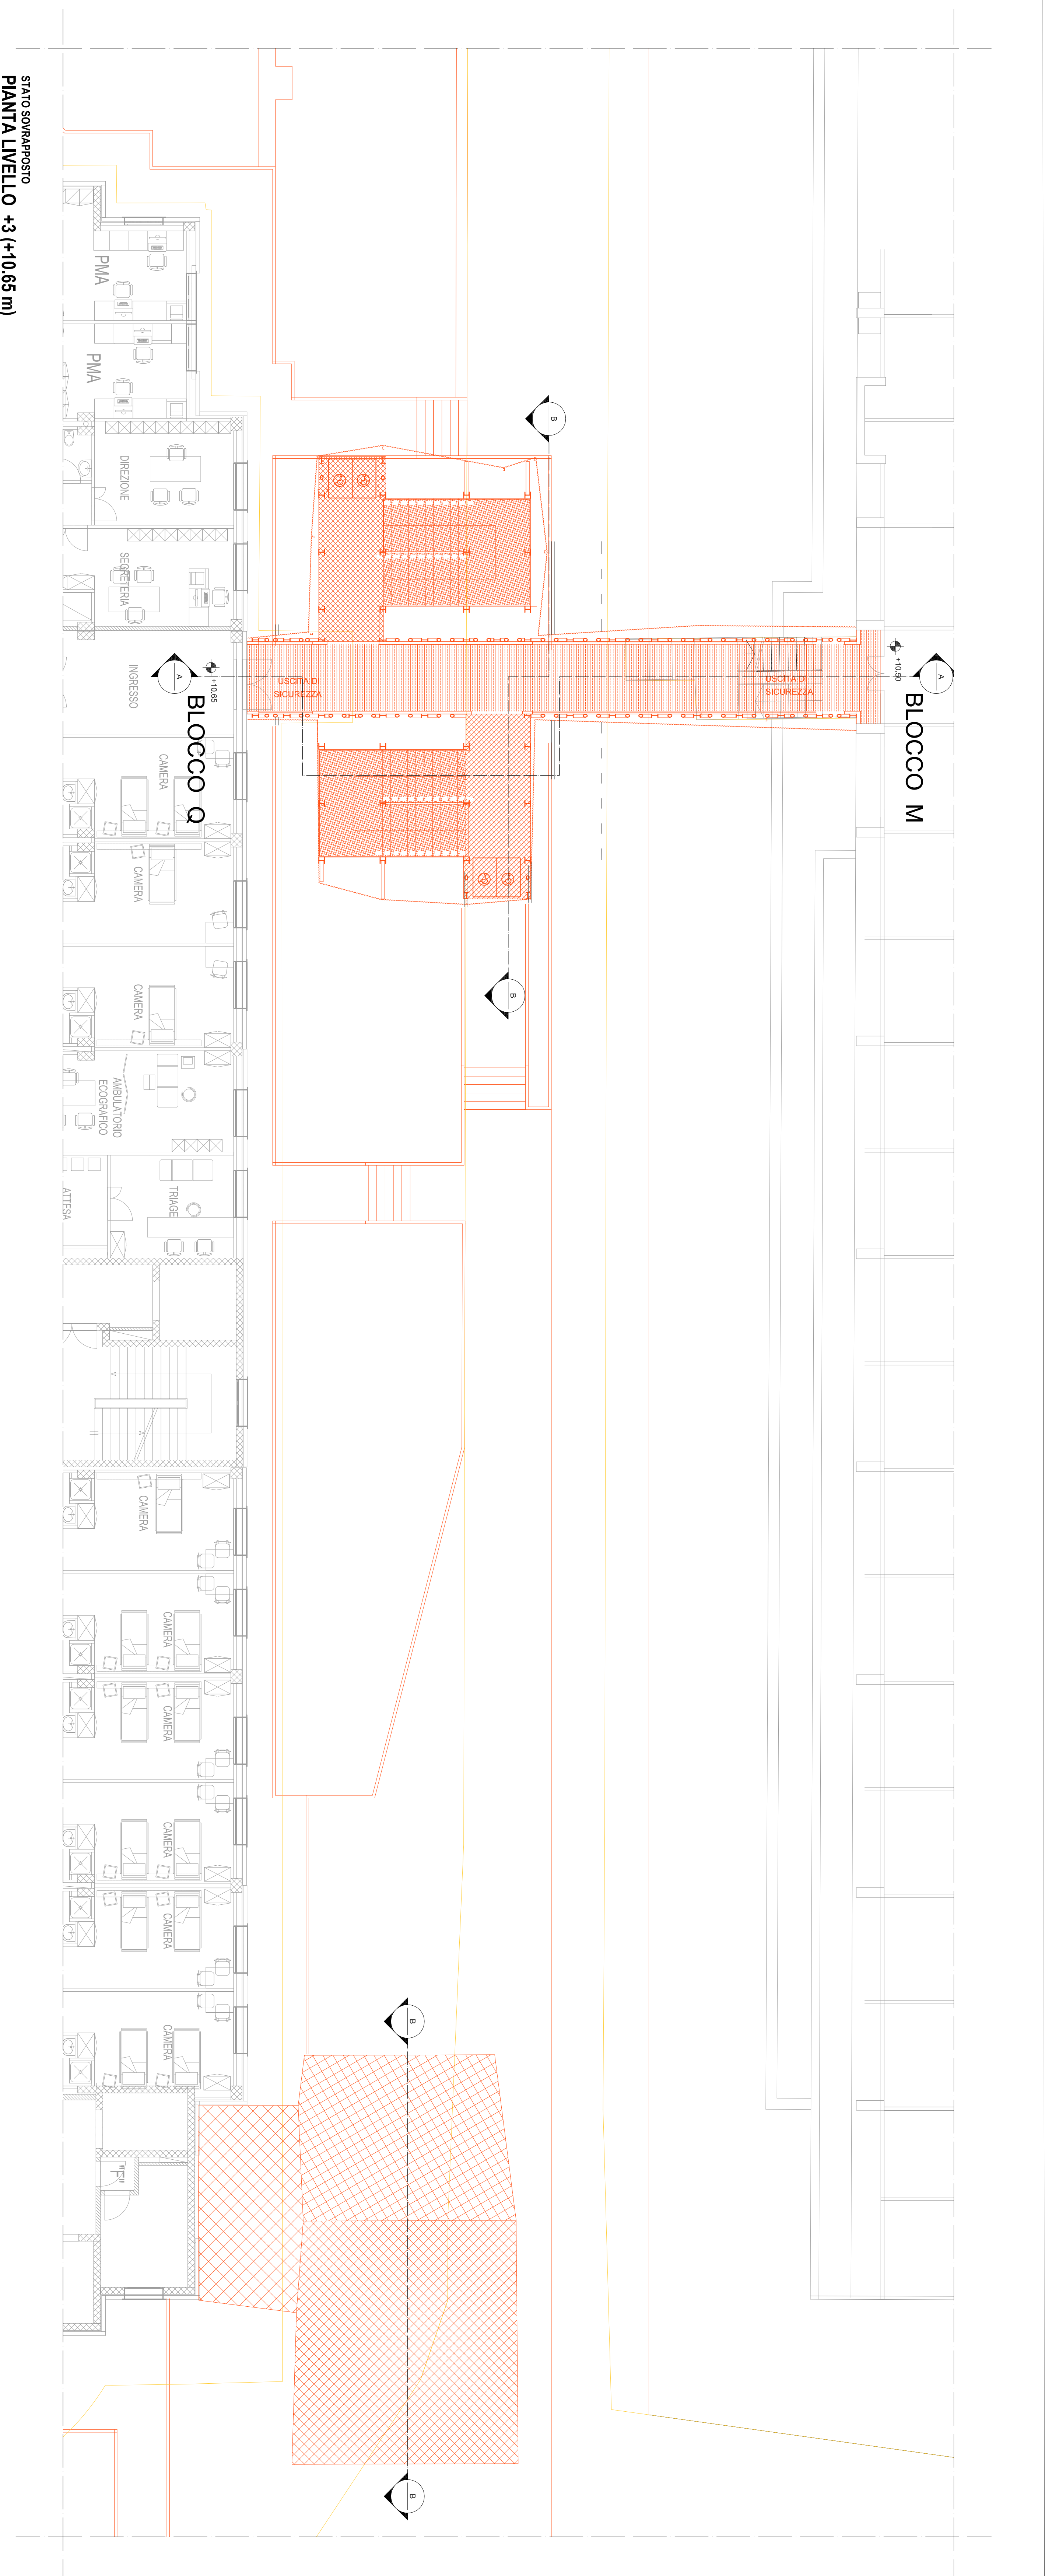 STATO SOVRAPPOSTO
PIANTA LIVELLO +3 (+10.65 m)
PMA
PMA
DIREZIONE
SEGRETERIA
INGRESSO
A
+10.65
BLOCCO Q
USCITA DI
SICUREZZA
USCITA DI
SICUREZZA
+10.50
A
BLOCCO M
B
B
CAMERA
CAMERA
CAMERA
AMBULATORIO
ECOGRAFICO
TRIAGE
ATTESA
CAMERA
CAMERA
CAMERA
CAMERA
CAMERA
CAMERA
"F"
B
B